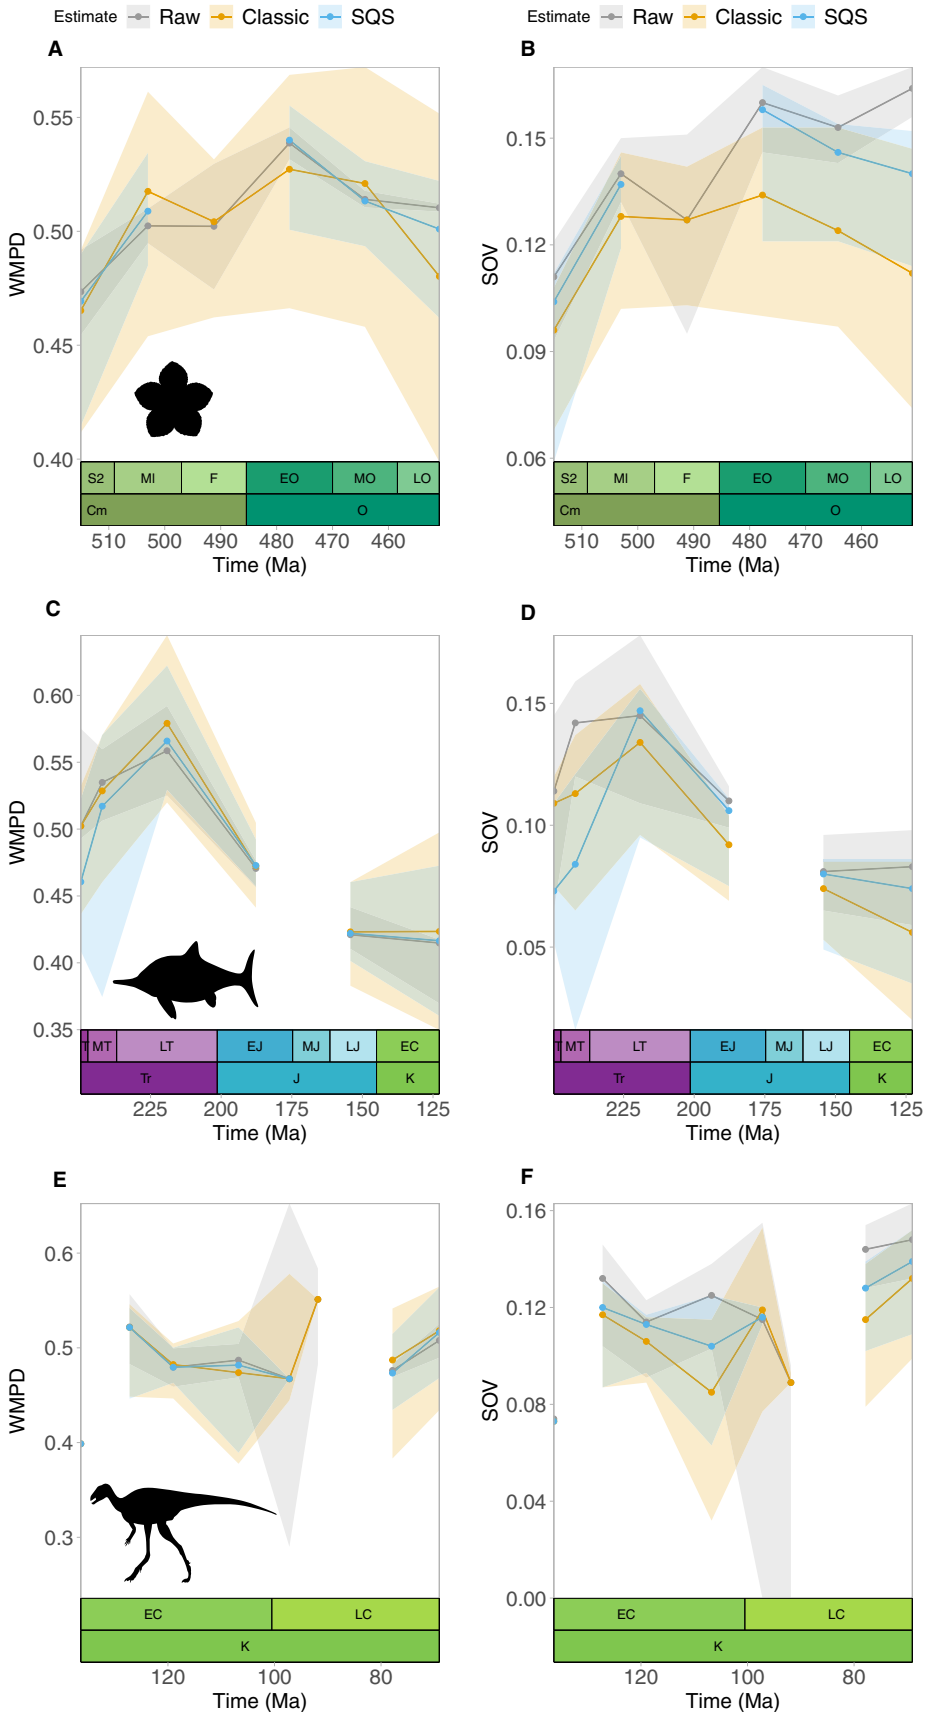 Estimate Raw Classic SQS
Estimate Raw Classic SQS
A
B
WMPD
0.55
0.50
0.45
0.40
S2 MI F EO MO LO
Cm O
510 500 490 480 470 460
Time (Ma)
SOV
0.15
0.12
0.09
0.06
S2 MI F EO MO LO
Cm O
510 500 490 480 470 460
Time (Ma)
C
D
WMPD
0.60
0.55
0.50
0.45
0.40
0.35
T MT LT EJ MJ LJ EC
Tr J K
225 200 175 150 125
Time (Ma)
SOV
0.15
0.10
0.05
T MT LT EJ MJ LJ EC
Tr J K
225 200 175 150 125
Time (Ma)
E
F
WMPD
0.6
0.5
0.4
0.3
EC LC
K
120 100 80
Time (Ma)
SOV
0.16
0.12
0.08
0.04
0.00
EC LC
K
120 100 80
Time (Ma)